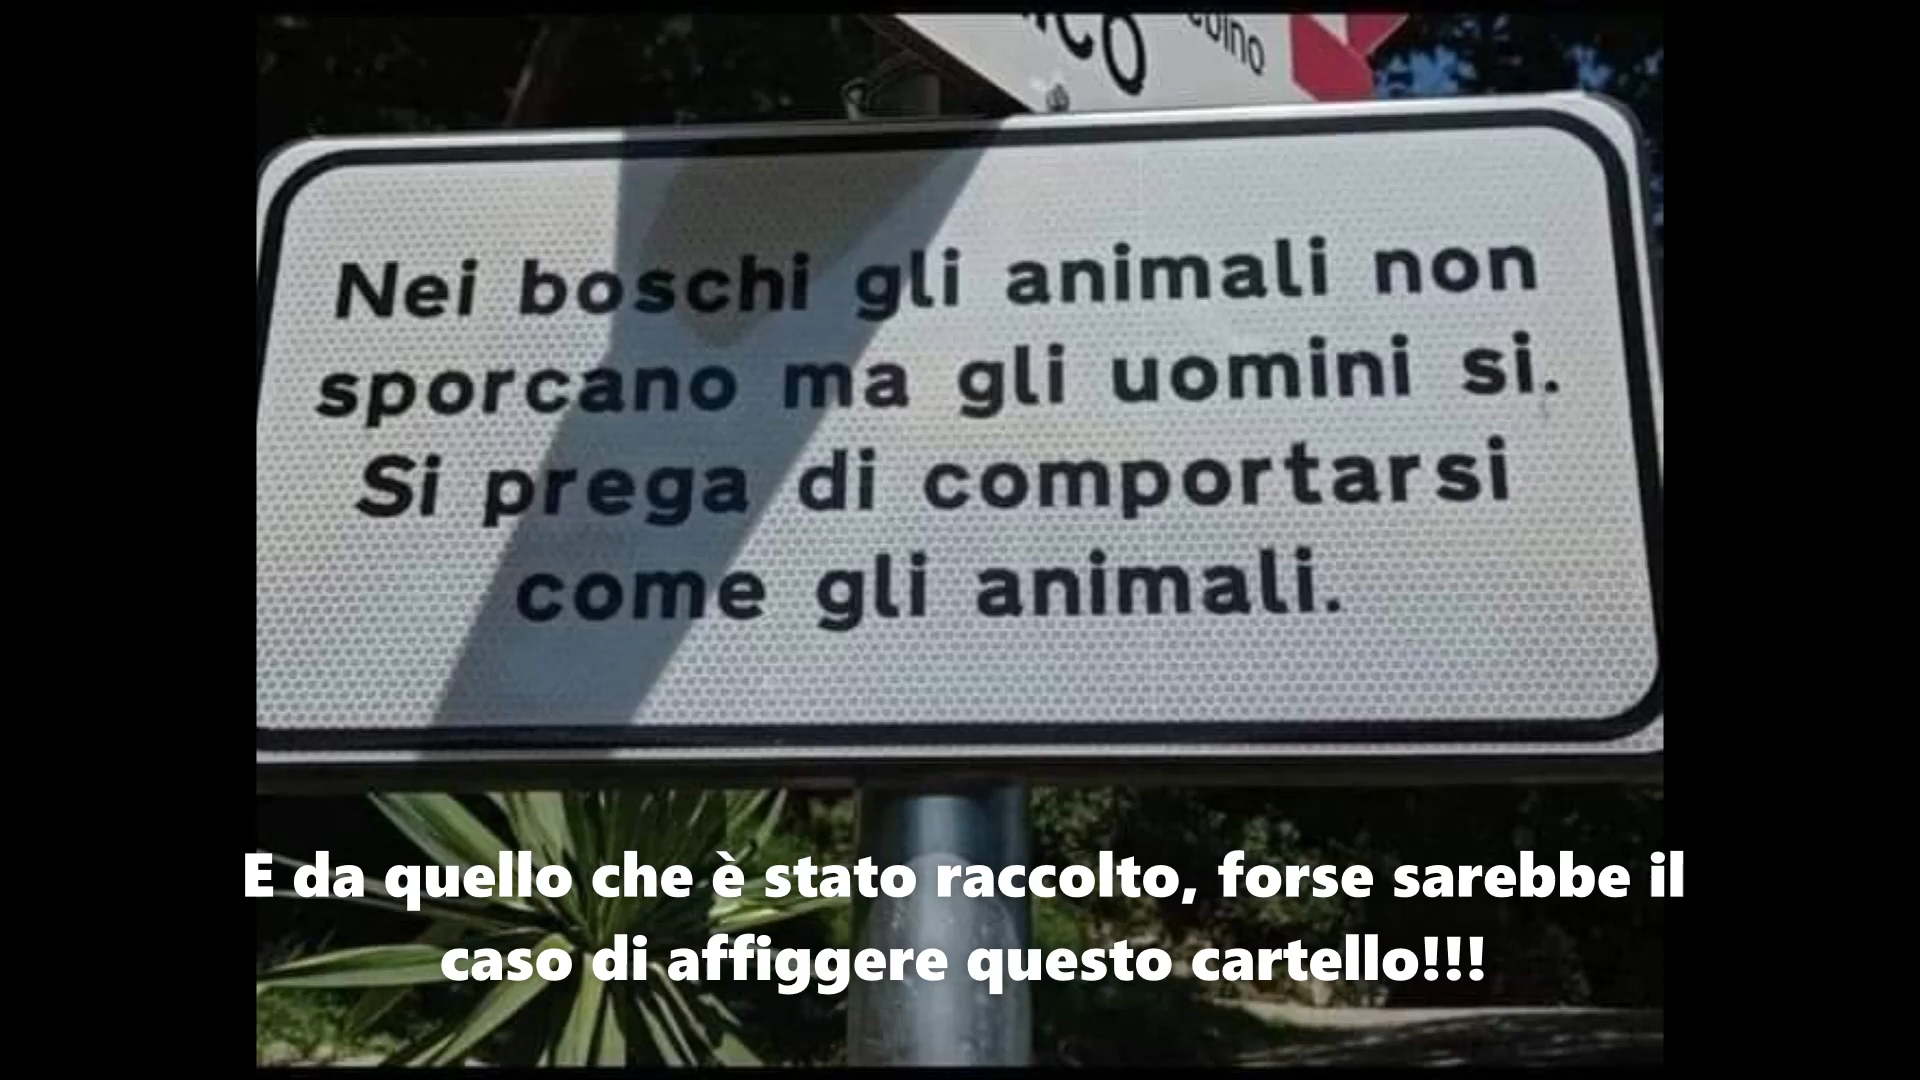 Nei boschi gli animali non
sporcano ma gli uomini si.
Si prega di comportarsi
come gli animali.
E da quello che è stato raccolto, forse sarebbe il
caso di affiggere questo cartello!!!